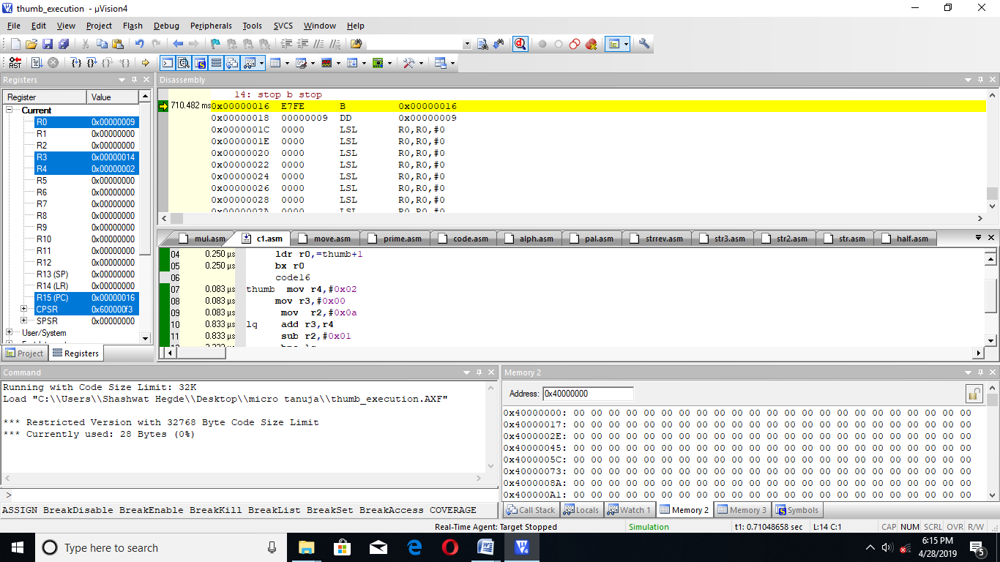 thumb_execution - µVision4
File Edit View Project Flash Debug Peripherals Tools SVCS Window Help
Registers
Register Value
Current
R0 0x00000009
R1 0x00000000
R2 0x00000000
R3 0x00000014
R4 0x00000002
R5 0x00000000
R6 0x00000000
R7 0x00000000
R8 0x00000000
R9 0x00000000
R10 0x00000000
R11 0x00000000
R12 0x00000000
R13 (SP) 0x00000000
R14 (LR) 0x00000000
R15 (PC) 0x00000016
CPSR 0x600000f3
SPSR 0x00000000
User/System
Project Registers
Disassembly
14: stop b stop
710.482 ms 0x00000016 E7FE B 0x00000016
0x00000018 00000009 DD 0x00000009
0x0000001C 0000 LSL R0,R0,#0
0x0000001E 0000 LSL R0,R0,#0
0x00000020 0000 LSL R0,R0,#0
0x00000022 0000 LSL R0,R0,#0
0x00000024 0000 LSL R0,R0,#0
0x00000026 0000 LSL R0,R0,#0
0x00000028 0000 LSL R0,R0,#0
0x0000002A 0000 LSL R0,R0,#0
mul.asm c1.asm move.asm prime.asm code.asm alph.asm pal.asm strrev.asm str3.asm str2.asm str.asm half.asm
04 0.250 µs ldr r0,=thumb+1
05 0.250 µs bx r0
06 code16
07 0.083 µs thumb mov r4,#0x02
08 0.083 µs mov r3,#0x00
09 0.083 µs mov r2,#0x0a
10 0.833 µs lq add r3,r4
11 0.833 µs sub r2,#0x01
Command
Running with Code Size Limit: 32K
Load "C:\\Users\\Shashwat Hegde\\Desktop\\micro tanuja\\thumb_execution.AXF"
*** Restricted Version with 32768 Byte Code Size Limit
*** Currently used: 28 Bytes (0%)
>
ASSIGN BreakDisable BreakEnable BreakKill BreakList BreakSet BreakAccess COVERAGE
Memory 2
Address: 0x40000000
0x40000000: 00 00 00 00 00 00 00 00 00 00 00 00 00 00 00 00 00 00 00 00 00 00 00
0x40000017: 00 00 00 00 00 00 00 00 00 00 00 00 00 00 00 00 00 00 00 00 00 00 00
0x4000002E: 00 00 00 00 00 00 00 00 00 00 00 00 00 00 00 00 00 00 00 00 00 00 00
0x40000045: 00 00 00 00 00 00 00 00 00 00 00 00 00 00 00 00 00 00 00 00 00 00 00
0x4000005C: 00 00 00 00 00 00 00 00 00 00 00 00 00 00 00 00 00 00 00 00 00 00 00
0x40000073: 00 00 00 00 00 00 00 00 00 00 00 00 00 00 00 00 00 00 00 00 00 00 00
0x4000008A: 00 00 00 00 00 00 00 00 00 00 00 00 00 00 00 00 00 00 00 00 00 00 00
0x400000A1: 00 00 00 00 00 00 00 00 00 00 00 00 00 00 00 00 00 00 00 00 00 00 00
Call Stack Locals Watch 1 Memory 2 Memory 3 Symbols
Real-Time Agent: Target Stopped Simulation t1: 0.71048658 sec L:14 C:1 CAP NUM SCRL OVR R/W
Type here to search
6:15 PM
4/28/2019
5